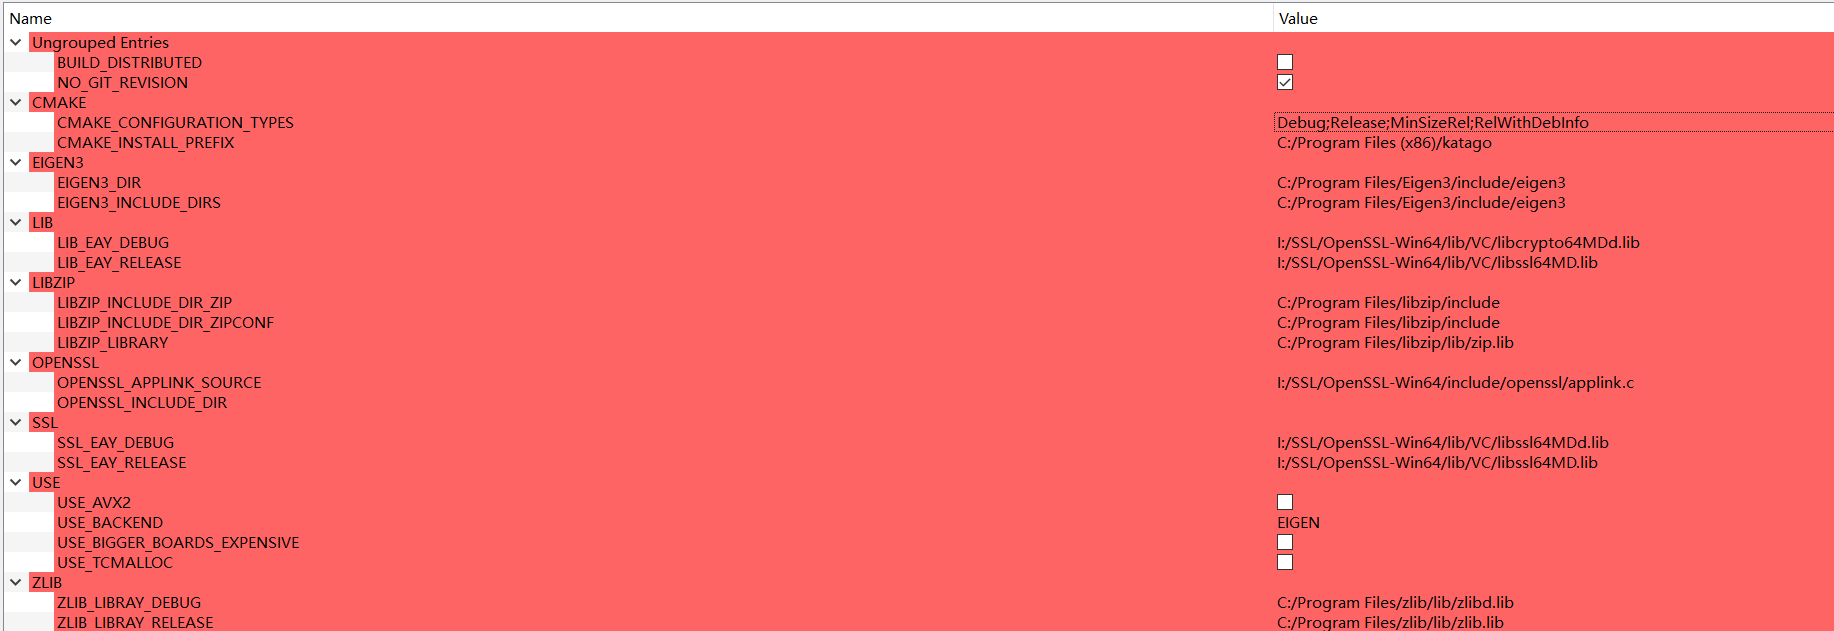 Name Value
Ungrouped Entries
BUILD_DISTRIBUTED
NO_GIT_REVISION
CMAKE
CMAKE_CONFIGURATION_TYPES Debug;Release;MinSizeRel;RelWithDebInfo
CMAKE_INSTALL_PREFIX C:/Program Files (x86)/katago
EIGEN3
EIGEN3_DIR C:/Program Files/Eigen3/include/eigen3
EIGEN3_INCLUDE_DIRS C:/Program Files/Eigen3/include/eigen3
LIB
LIB_EAY_DEBUG I:/SSL/OpenSSL-Win64/lib/VC/libcrypto64MDd.lib
LIB_EAY_RELEASE I:/SSL/OpenSSL-Win64/lib/VC/libssl64MD.lib
LIBZIP
LIBZIP_INCLUDE_DIR_ZIP C:/Program Files/libzip/include
LIBZIP_INCLUDE_DIR_ZIPCONF C:/Program Files/libzip/include
LIBZIP_LIBRARY C:/Program Files/libzip/lib/zip.lib
OPENSSL
OPENSSL_APPLINK_SOURCE I:/SSL/OpenSSL-Win64/include/openssl/applink.c
OPENSSL_INCLUDE_DIR
SSL
SSL_EAY_DEBUG I:/SSL/OpenSSL-Win64/lib/VC/libssl64MDd.lib
SSL_EAY_RELEASE I:/SSL/OpenSSL-Win64/lib/VC/libssl64MD.lib
USE
USE_AVX2
USE_BACKEND EIGEN
USE_BIGGER_BOARDS_EXPENSIVE
USE_TCMALLOC
ZLIB
ZLIB_LIBRAY_DEBUG C:/Program Files/zlib/lib/zlibd.lib
ZLIB_LIBRAY_RELEASE C:/Program Files/zlib/lib/zlib.lib